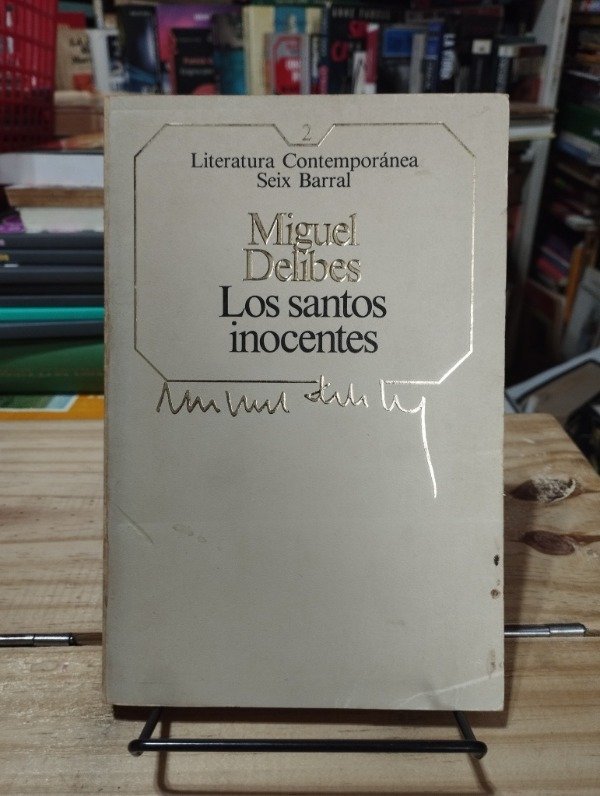 2
Literatura Contemporánea
Seix Barral
Miguel
Delibes
Los santos
inocentes